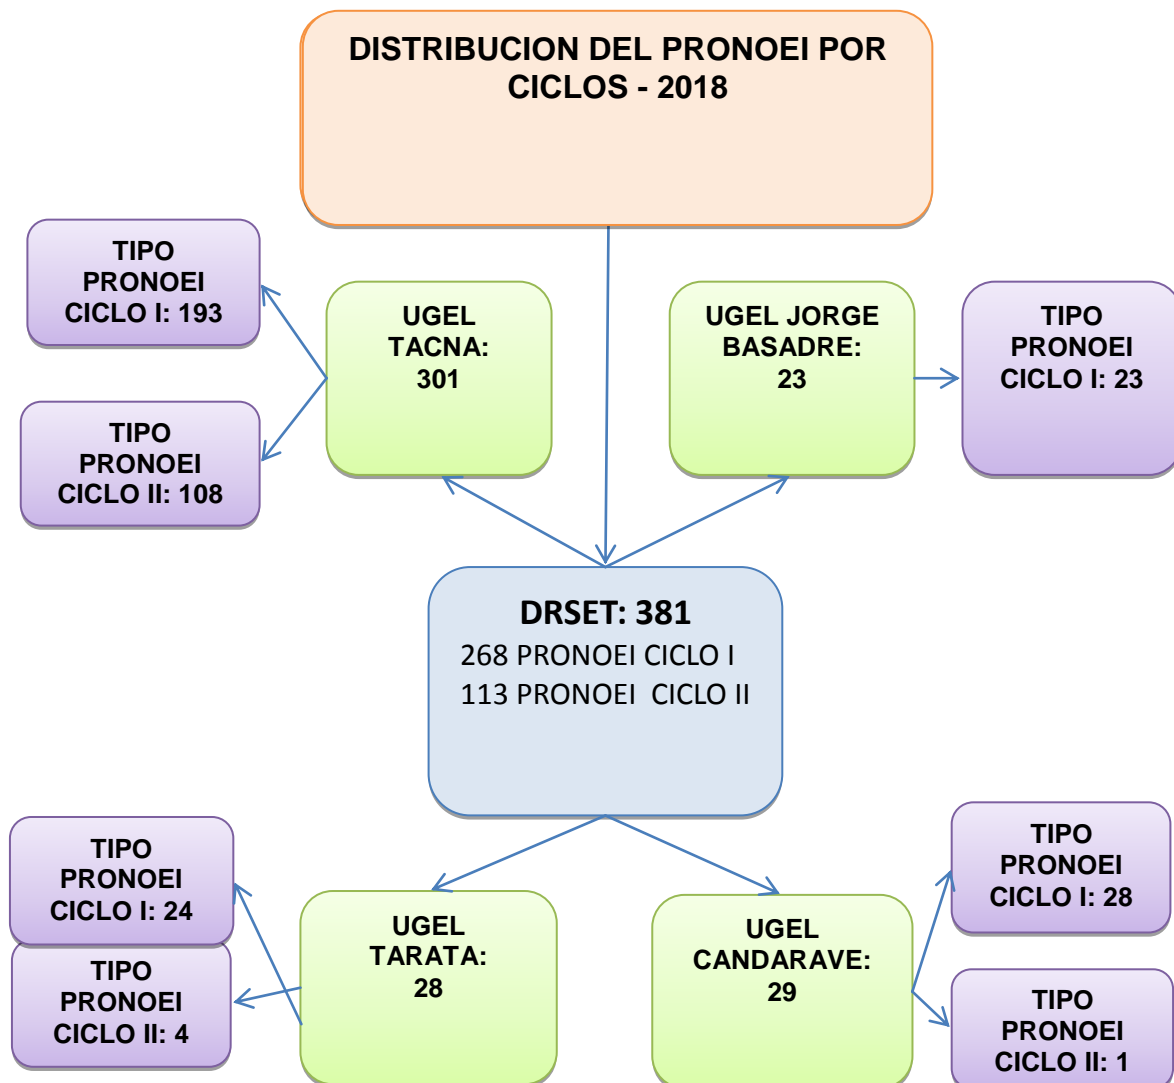 DISTRIBUCION DEL PRONOEI POR
CICLOS - 2018
TIPO
PRONOEI
CICLO I: 193
TIPO
PRONOEI
CICLO II: 108
UGEL
TACNA:
301
UGEL JORGE
BASADRE:
23
TIPO
PRONOEI
CICLO I: 23
DRSET: 381
268 PRONOEI CICLO I
113 PRONOEI CICLO II
TIPO
PRONOEI
CICLO I: 24
TIPO
PRONOEI
CICLO II: 4
UGEL
TARATA:
28
UGEL
CANDARAVE:
29
TIPO
PRONOEI
CICLO I: 28
TIPO
PRONOEI
CICLO II: 1